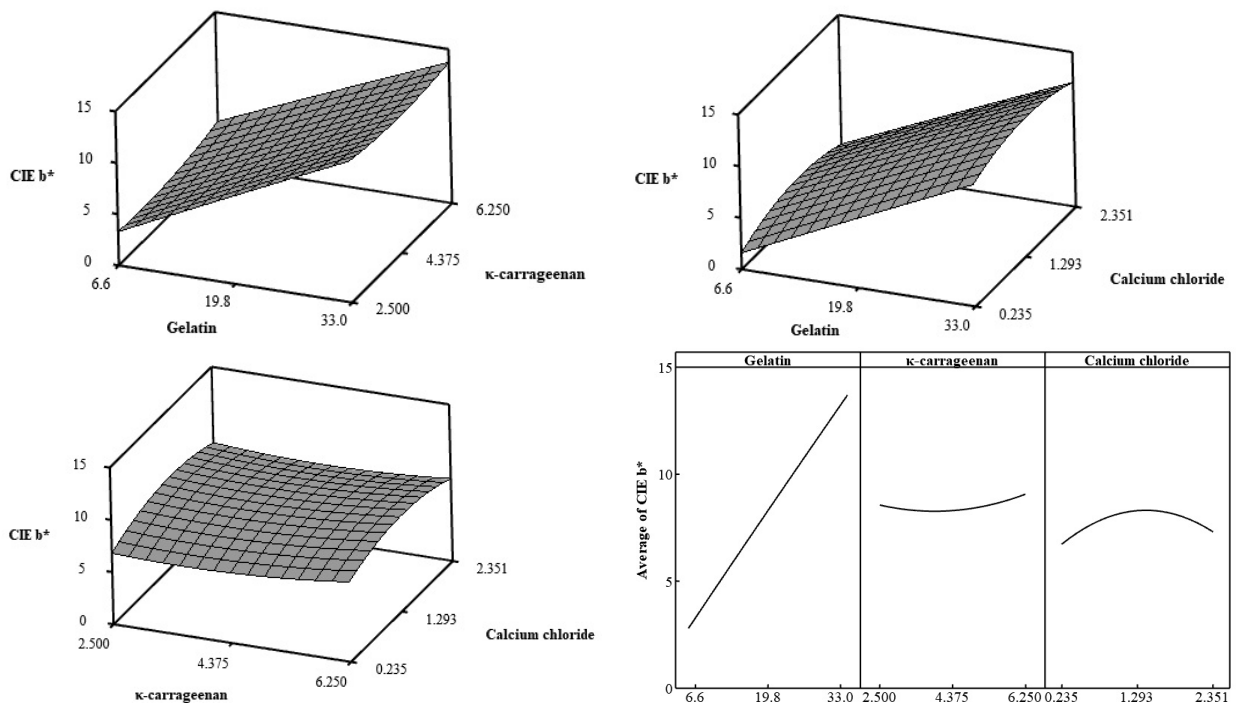 15
10
CIE b*
5
0
6.6
19.8
33.0
Gelatin
2.500
4.375
6.250
κ-carrageenan
15
10
CIE b*
5
0
6.6
19.8
33.0
Gelatin
0.235
1.293
2.351
Calcium chloride
15
10
CIE b*
5
0
2.500
4.375
6.250
κ-carrageenan
0.235
1.293
2.351
Calcium chloride
Gelatin κ-carrageenan Calcium chloride
15
10
Average of CIE b*
5
0
6.6 19.8 33.0 2.500 4.375 6.250 0.235 1.293 2.351